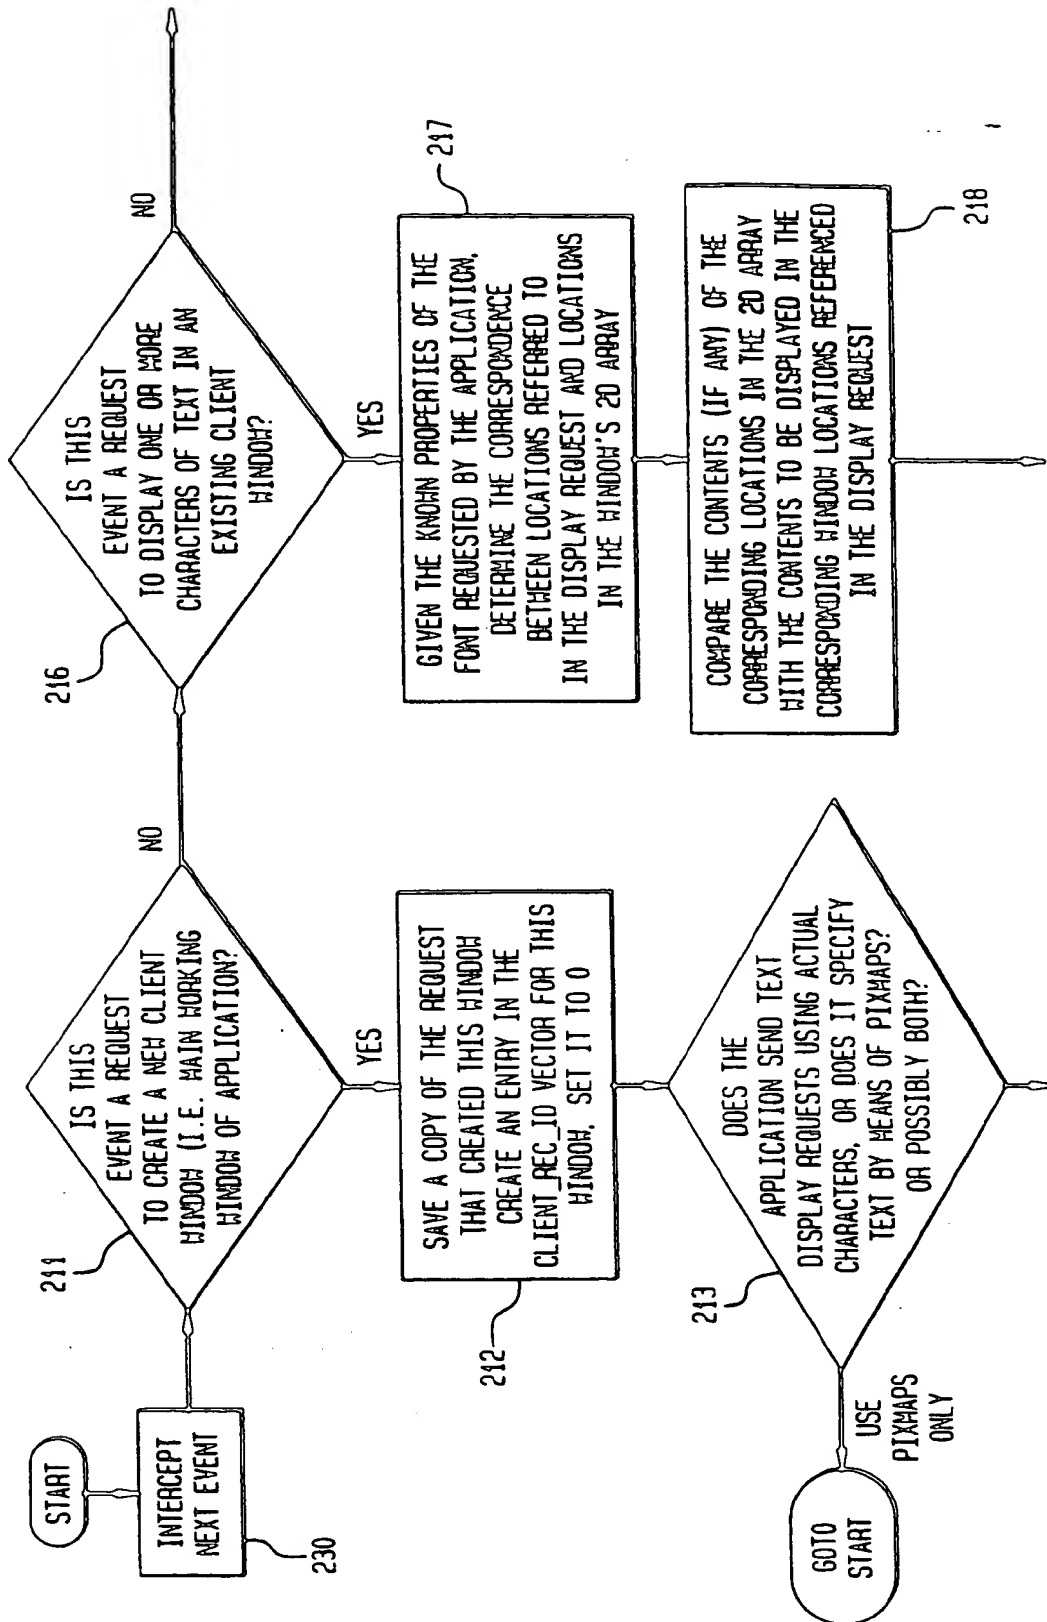 START
INTERCEPT
NEXT EVENT
230
IS THIS
EVENT A REQUEST
TO CREATE A NEW CLIENT
WINDOW (I.E. MAIN WORKING
WINDOW OF APPLICATION?
211
NO
YES
SAVE A COPY OF THE REQUEST
THAT CREATED THIS WINDOW
CREATE AN ENTRY IN THE
CLIENT_REC_ID VECTOR FOR THIS
WINDOW, SET IT TO 0
212
DOES THE
APPLICATION SEND TEXT
DISPLAY REQUESTS USING ACTUAL
CHARACTERS, OR DOES IT SPECIFY
TEXT BY MEANS OF PIXMAPS?
OR POSSIBLY BOTH?
213
USE
PIXMAPS
ONLY
GOTO
START
IS THIS
EVENT A REQUEST
TO DISPLAY ONE OR MORE
CHARACTERS OF TEXT IN AN
EXISTING CLIENT
WINDOW?
216
NO
YES
GIVEN THE KNOWN PROPERTIES OF THE
FONT REQUESTED BY THE APPLICATION,
DETERMINE THE CORRESPONDENCE
BETWEEN LOCATIONS REFERRED TO
IN THE DISPLAY REQUEST AND LOCATIONS
IN THE WINDOW'S 2D ARRAY
217
COMPARE THE CONTENTS (IF ANY) OF THE
CORRESPONDING LOCATIONS IN THE 2D ARRAY
WITH THE CONTENTS TO BE DISPLAYED IN THE
CORRESPONDING WINDOW LOCATIONS REFERENCED
IN THE DISPLAY REQUEST
218